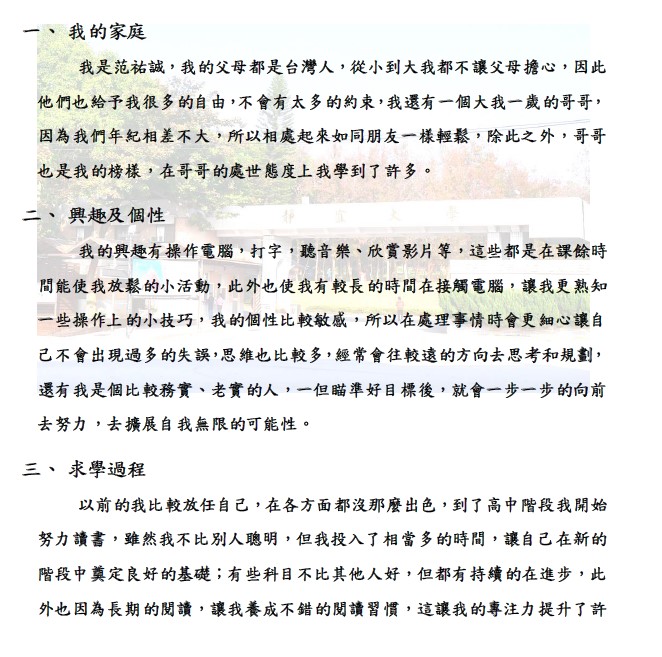 一、 我的家庭
我是范祐誠，我的父母都是台灣人，從小到大我都不讓父母擔心，因此
他們也給予我很多的自由，不會有太多的約束，我還有一個大我一歲的哥哥，
因為我們年紀相差不大，所以相處起來如同朋友一樣輕鬆，除此之外，哥哥
也是我的榜樣，在哥哥的處世態度上我學到了許多。
二、 興趣及個性
靜宜大學
我的興趣有操作電腦，打字，聽音樂、欣賞影片等，這些都是在課餘時
間能使我放鬆的小活動，此外也使我有較長的時間在接觸電腦，讓我更熟知
一些操作上的小技巧，我的個性比較敏感，所以在處理事情時會更細心讓自
己不會出現過多的失誤，思維也比較多，經常會往較遠的方向去思考和規劃，
還有我是個比較務實、老實的人，一但瞄準好目標後，就會一步一步的向前
去努力，去擴展自我無限的可能性。
三、 求學過程
以前的我比較放任自己，在各方面都沒那麼出色，到了高中階段我開始
努力讀書，雖然我不比別人聰明，但我投入了相當多的時間，讓自己在新的
階段中奠定良好的基礎；有些科目不比其他人好，但都有持續的在進步，此
外也因為長期的閱讀，讓我養成不錯的閱讀習慣，這讓我的專注力提升了許